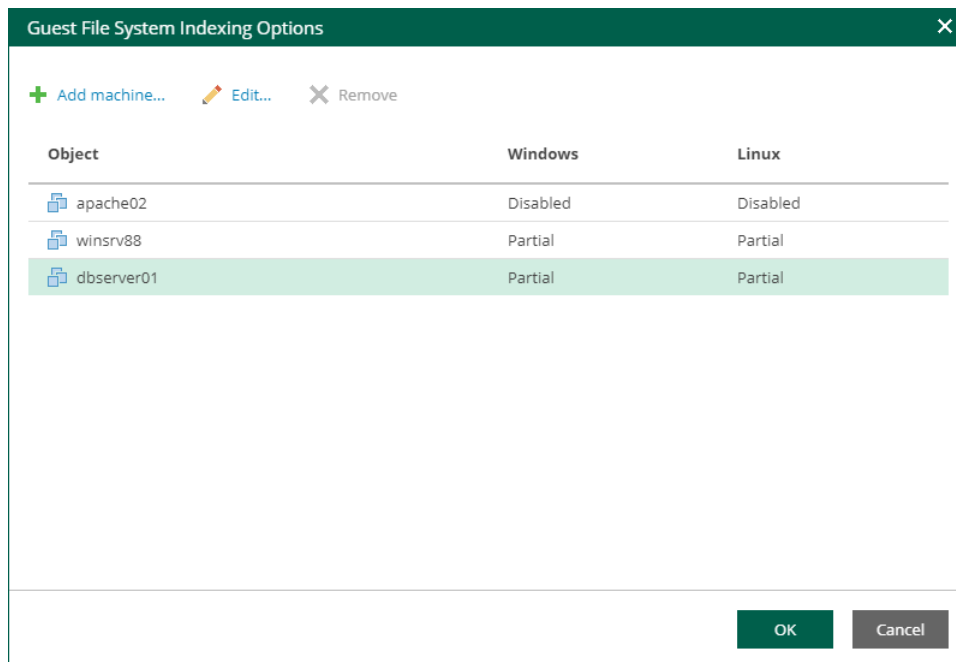 Guest File System Indexing Options
Add machine... Edit... Remove
Object Windows Linux
apache02 Disabled Disabled
winsrv88 Partial Partial
dbserver01 Partial Partial
OK Cancel